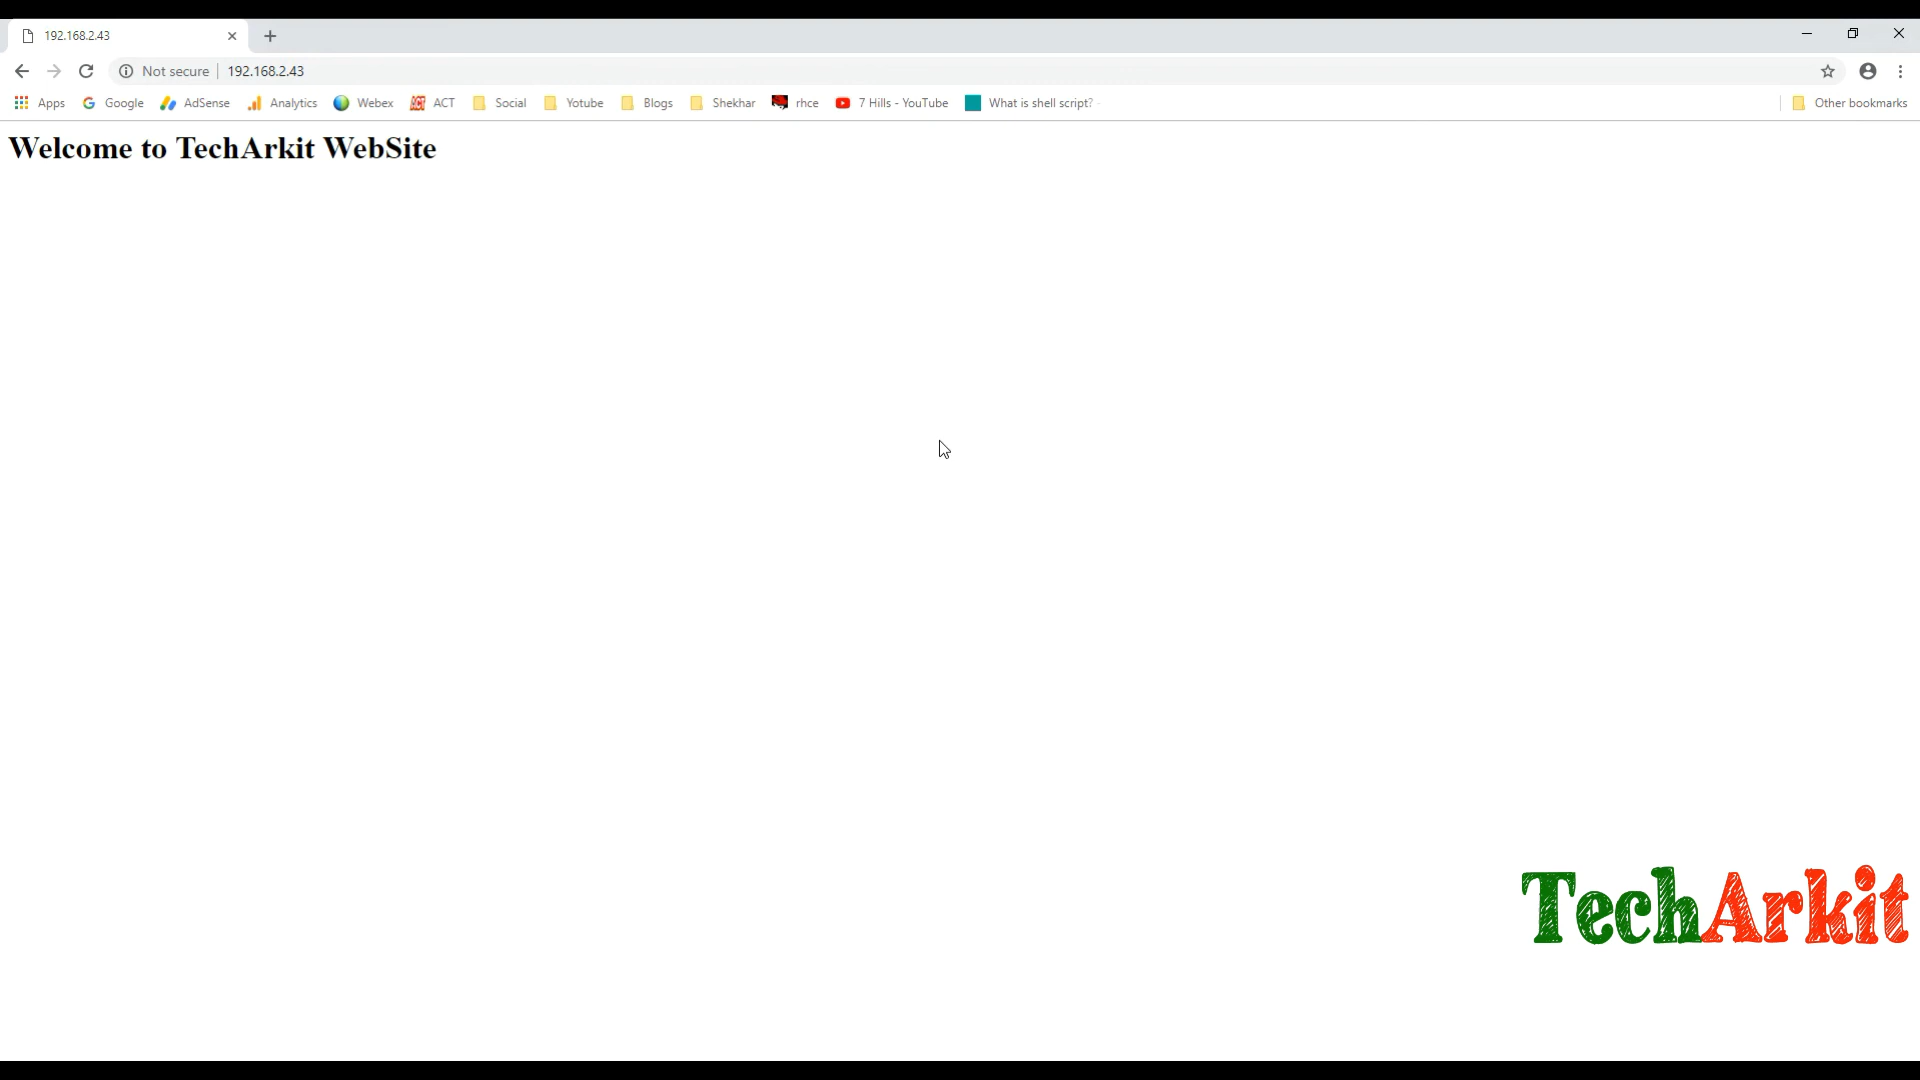 192.168.2.43
Not secure 192.168.2.43
Apps Google AdSense Analytics Webex ACT Social Yotube Blogs Shekhar rhce 7 Hills - YouTube What is shell script? Other bookmarks
Welcome to TechArkit WebSite
TechArkit